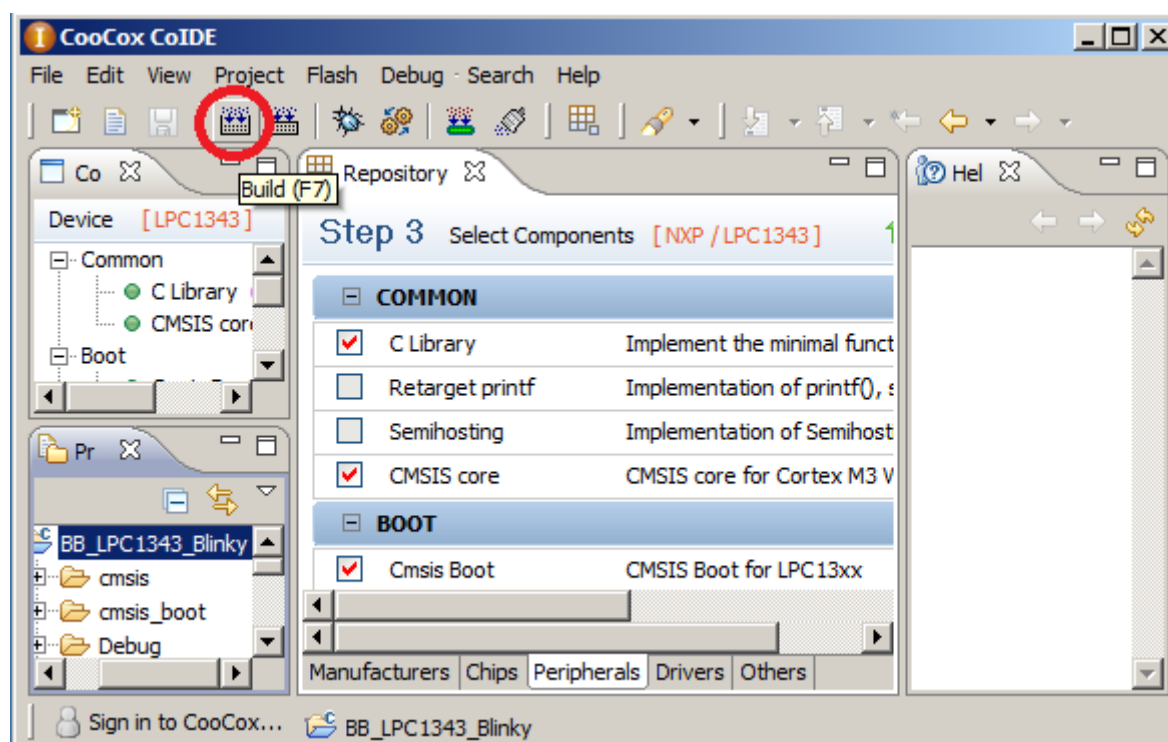 CooCox CoIDE
File Edit View Project Flash Debug Search Help
Build (F7)
Co
Device [LPC1343]
Common
C Library
CMSIS
Boot
Pr
BB_LPC1343_Blinky
cmsis
cmsis_boot
Debug
Repository
Step 3 Select Components [NXP / LPC1343]
COMMON
C Library Implement the minimal funct
Retarget printf Implementation of printf(), s
Semihosting Implementation of Semihost
CMSIS core CMSIS core for Cortex M3 V
BOOT
Cmsis Boot CMSIS Boot for LPC13xx
Manufacturers Chips Peripherals Drivers Others
Hel
Sign in to CooCox... BB_LPC1343_Blinky